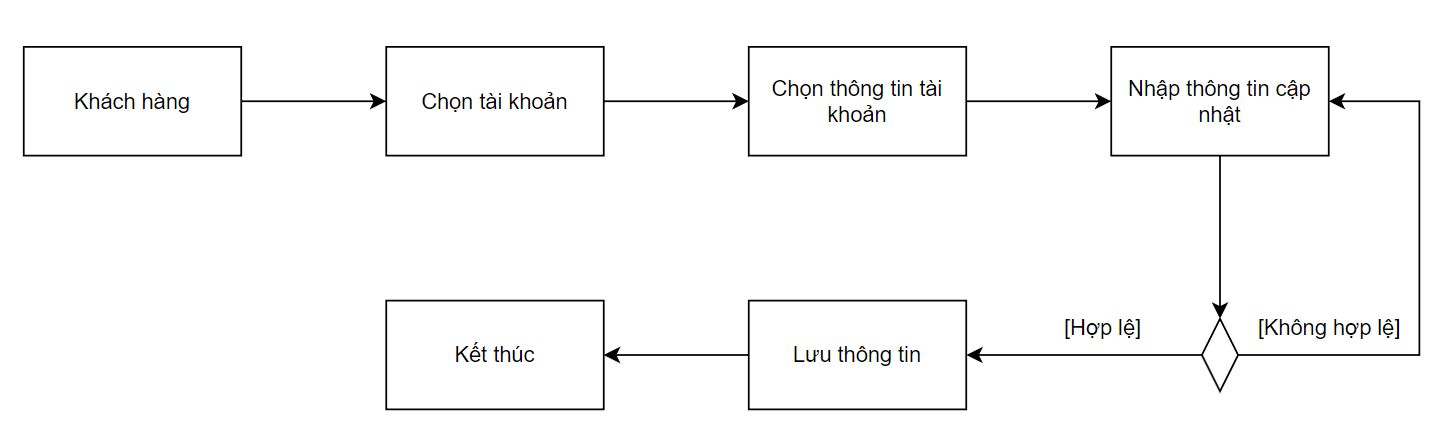 Khách hàng
Chọn tài khoản
Chọn thông tin tài
khoản
Nhập thông tin cập
nhật
[Hợp lệ]
[Không hợp lệ]
Kết thúc
Lưu thông tin